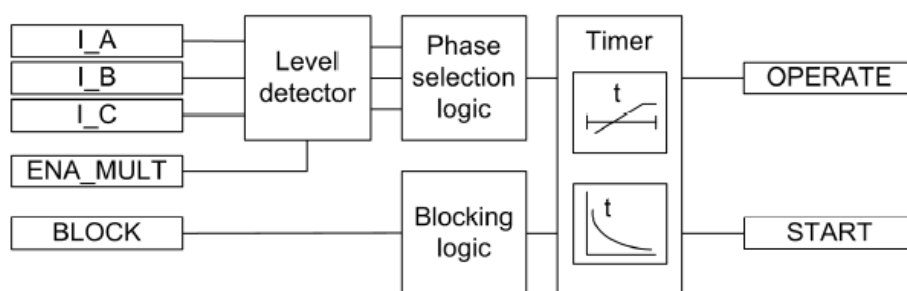 I_A
I_B
I_C
ENA_MULT
BLOCK
Level
detector
Phase
selection
logic
Blocking
logic
Timer
t
t
OPERATE
START